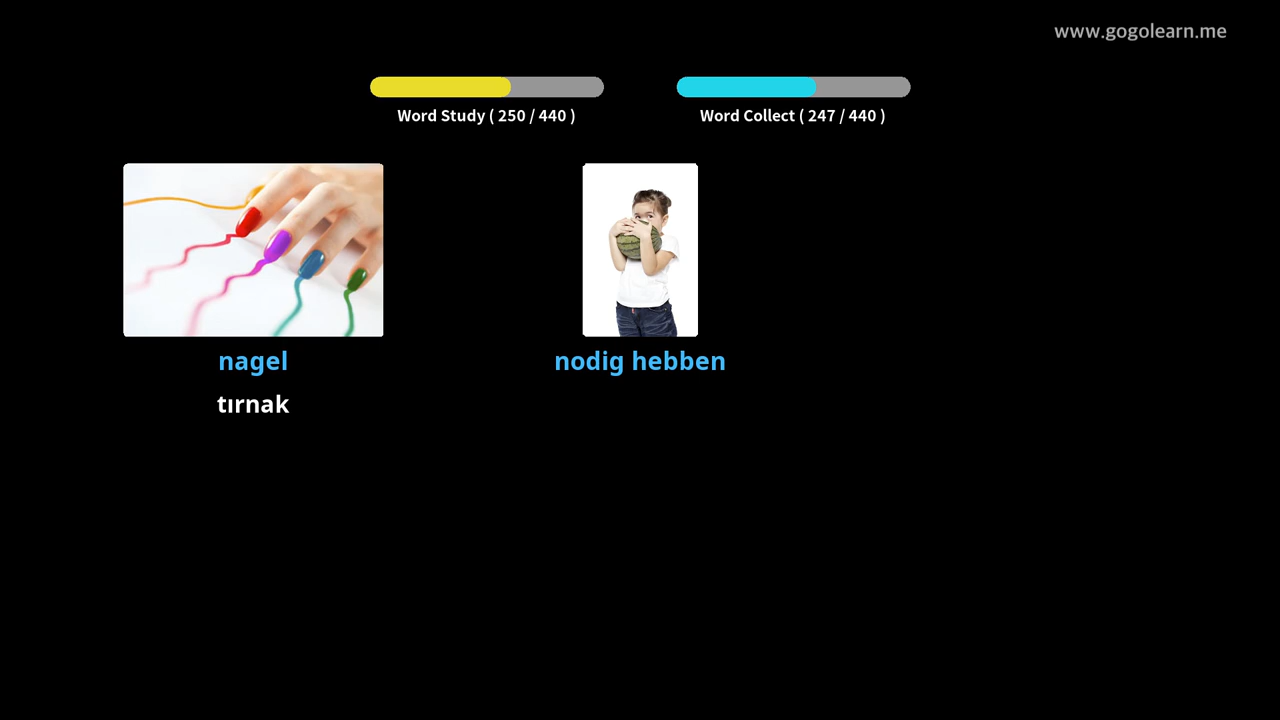 www.gogolearn.me
Word Study ( 250 / 440 )
Word Collect ( 247 / 440 )
nagel
tırnak
nodig hebben